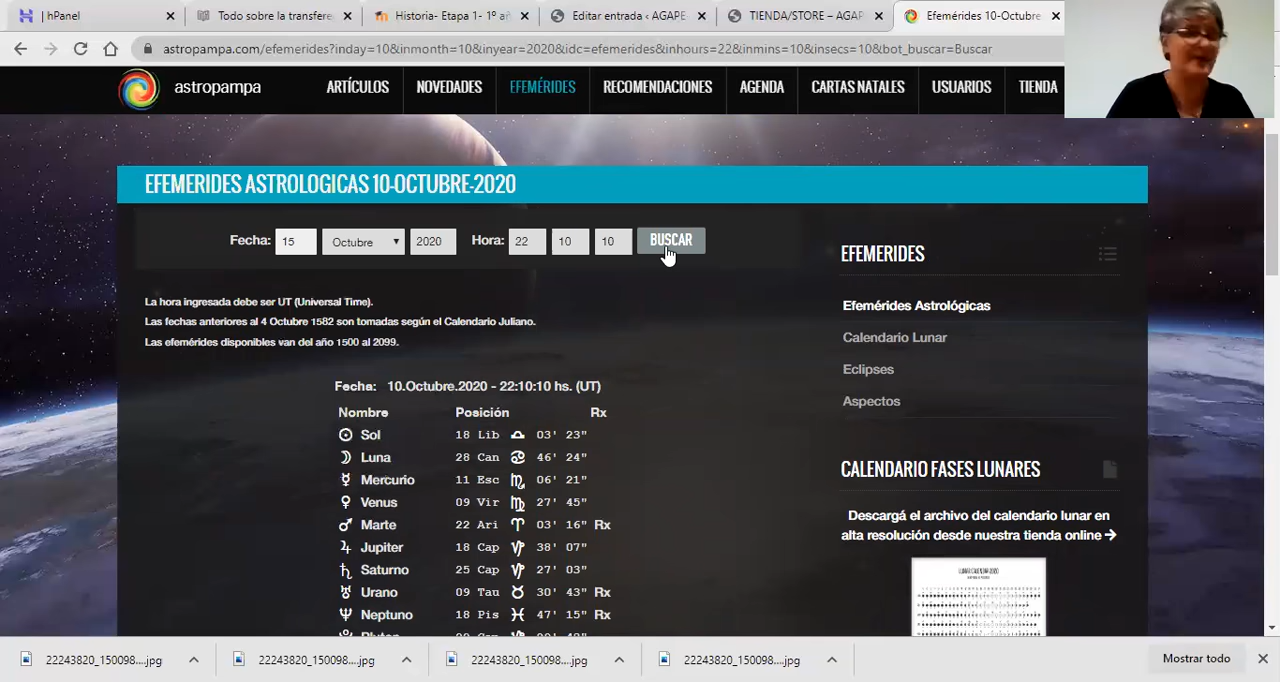 hPanel
Todo sobre la transfere
Historia- Etapa 1- 1º añ
Editar entrada ‹ AGAPE
TIENDA/STORE – AGAP
Efemérides 10-Octubre
astropampa.com/efemerides?inday=10&inmonth=10&inyear=2020&idc=efemerides&inhours=22&inmins=10&insecs=10&bot_buscar=Buscar
astropampa
ARTÍCULOS NOVEDADES EFEMÉRIDES RECOMENDACIONES AGENDA CARTAS NATALES USUARIOS TIENDA
EFEMERIDES ASTROLOGICAS 10-OCTUBRE-2020
Fecha: 15 Octubre 2020 Hora: 22 10 10 BUSCAR
La hora ingresada debe ser UT (Universal Time).
Las fechas anteriores al 4 Octubre 1582 son tomadas según el Calendario Juliano.
Las efemérides disponibles van del año 1500 al 2099.
Fecha: 10.Octubre.2020 - 22:10:10 hs. (UT)
Nombre Posición Rx
☉ Sol 18 Lib ♎ 03' 23"
☽ Luna 28 Can ♋ 46' 24"
☿ Mercurio 11 Esc ♏ 06' 21"
♀ Venus 09 Vir ♍ 27' 45"
♂ Marte 22 Ari ♈ 03' 16" Rx
♃ Jupiter 18 Cap ♑ 38' 07"
♄ Saturno 25 Cap ♑ 27' 03"
♅ Urano 09 Tau ♉ 30' 43" Rx
♆ Neptuno 18 Pis ♓ 47' 15" Rx
EFEMERIDES
Efemérides Astrológicas
Calendario Lunar
Eclipses
Aspectos
CALENDARIO FASES LUNARES
Descargá el archivo del calendario lunar en
alta resolución desde nuestra tienda online →
LUNAR CALENDAR 2020
22243820_150098....jpg
22243820_150098....jpg
22243820_150098....jpg
22243820_150098....jpg
Mostrar todo